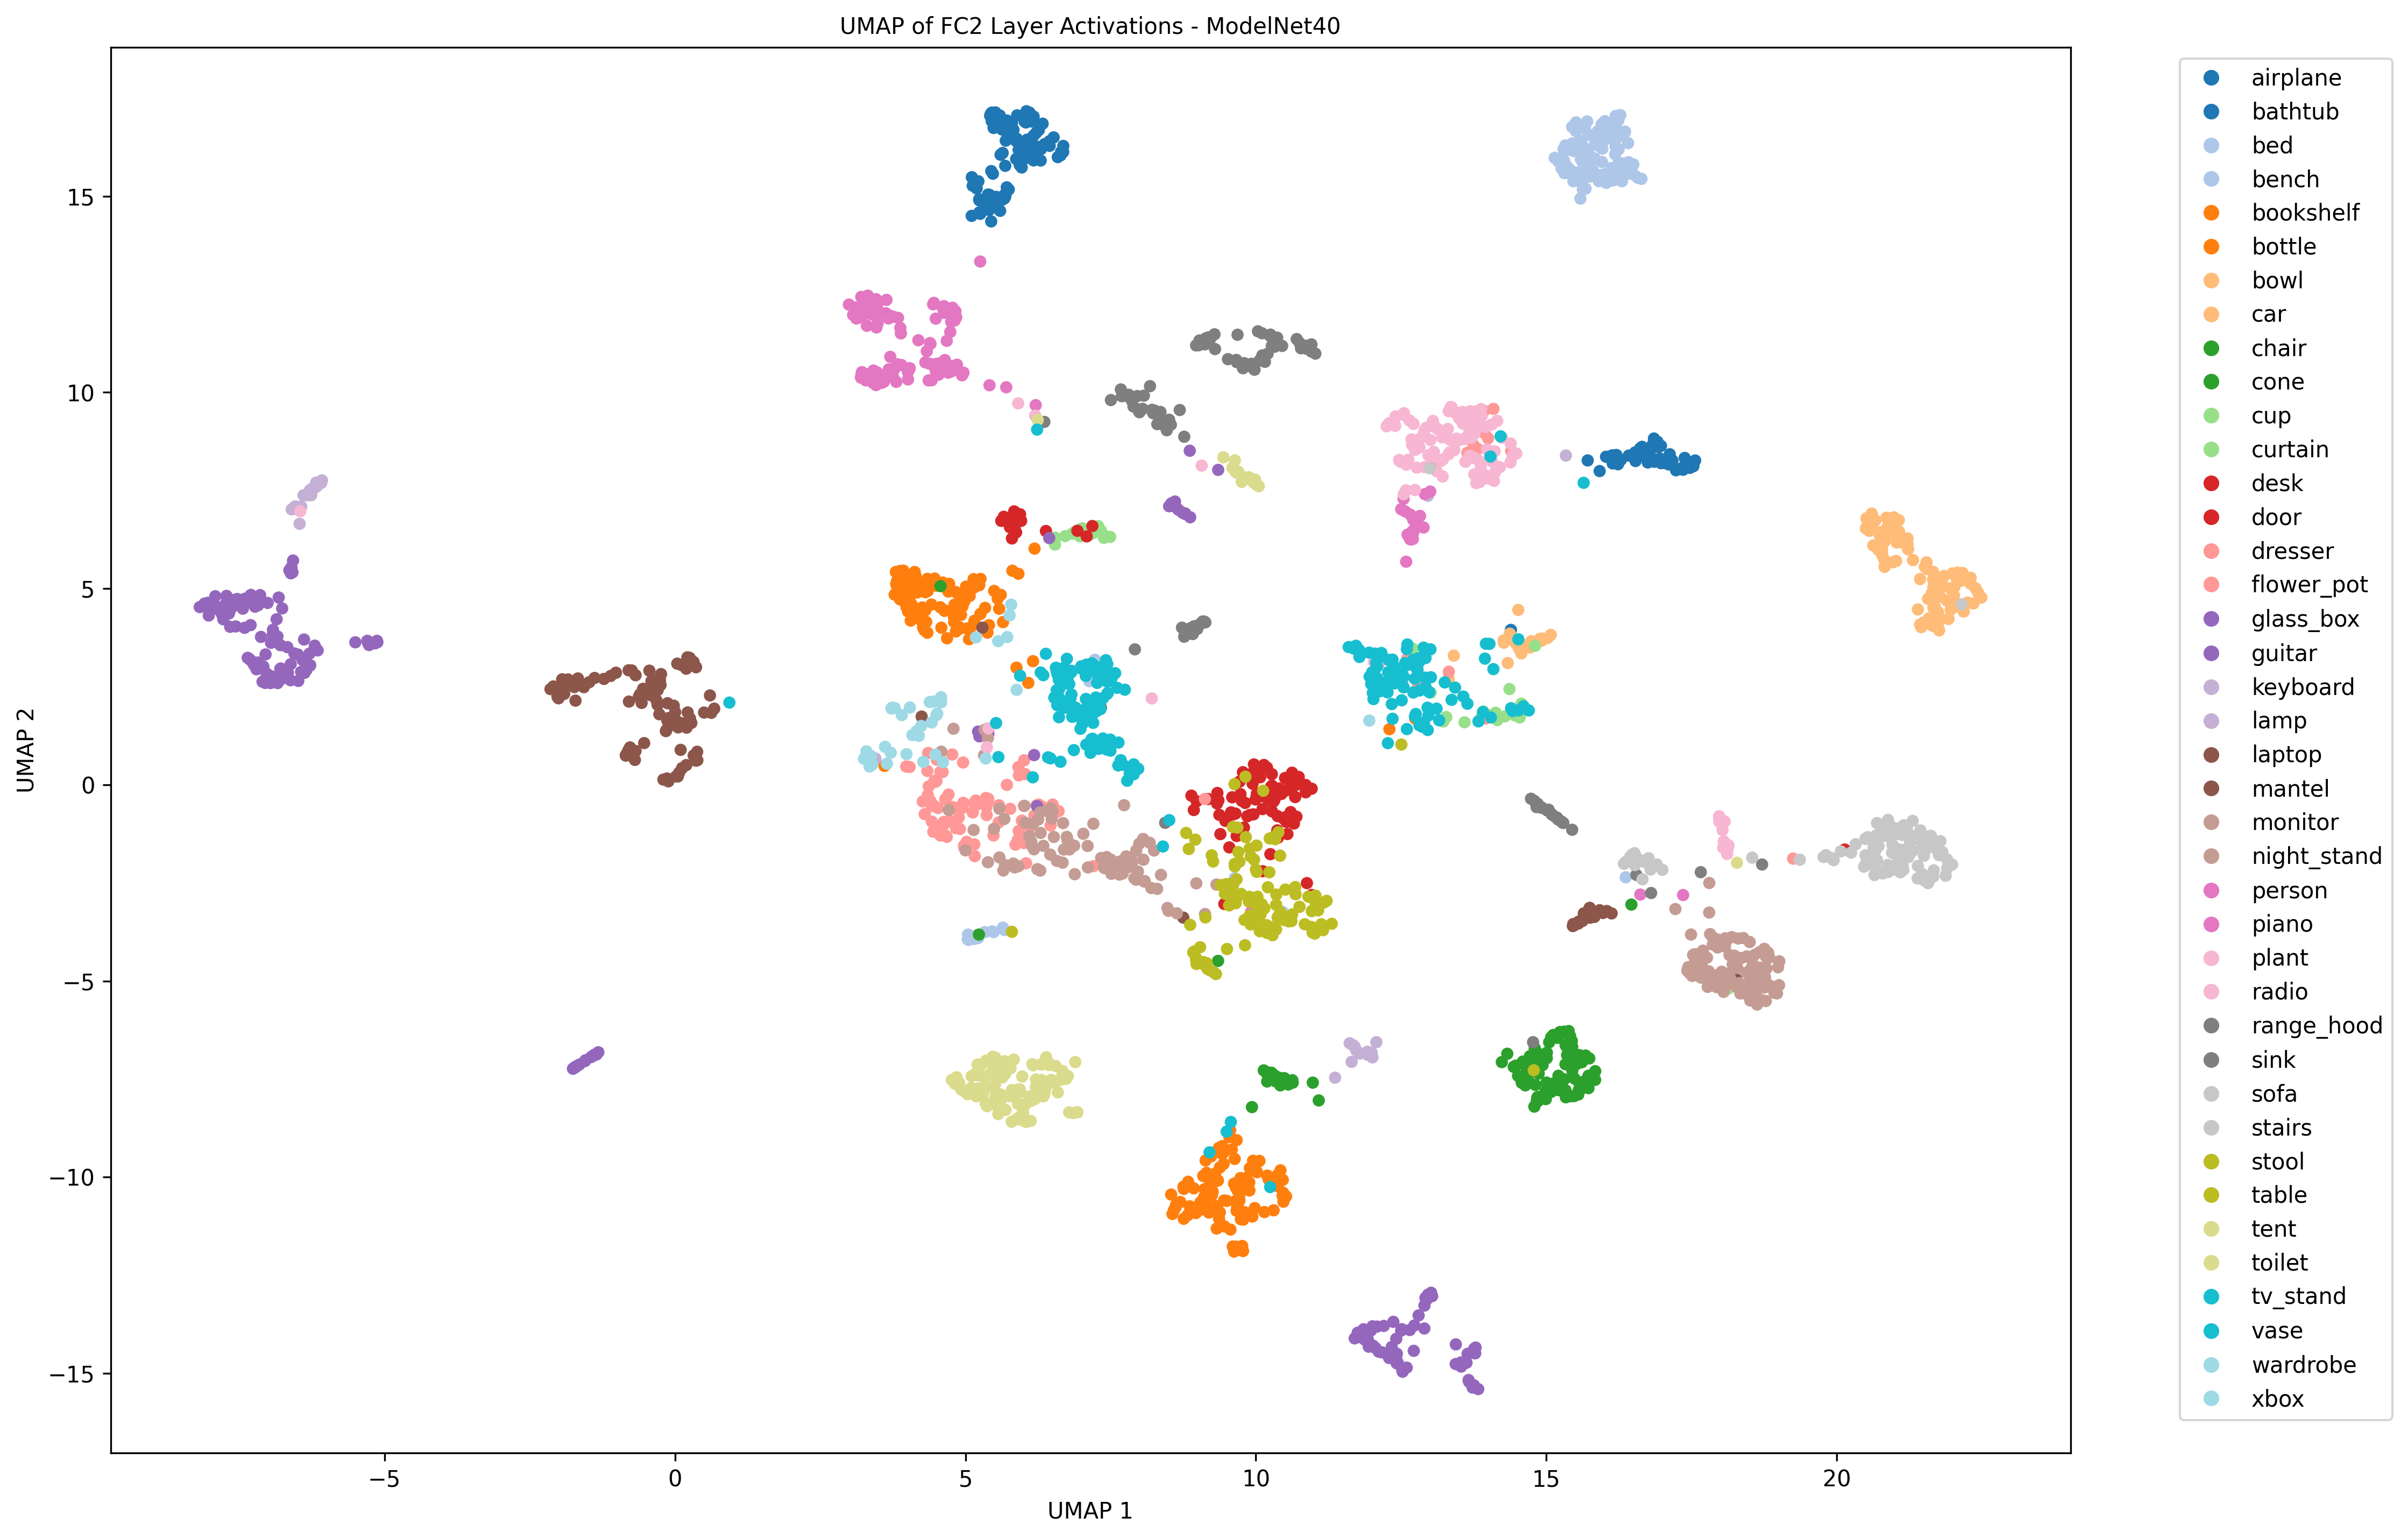 UMAP of FC2 Layer Activations - ModelNet40
UMAP 2
15
10
5
0
−5
−10
−15
−5
0
5
10
15
20
UMAP 1
airplane
bathtub
bed
bench
bookshelf
bottle
bowl
car
chair
cone
cup
curtain
desk
door
dresser
flower_pot
glass_box
guitar
keyboard
lamp
laptop
mantel
monitor
night_stand
person
piano
plant
radio
range_hood
sink
sofa
stairs
stool
table
tent
toilet
tv_stand
vase
wardrobe
xbox